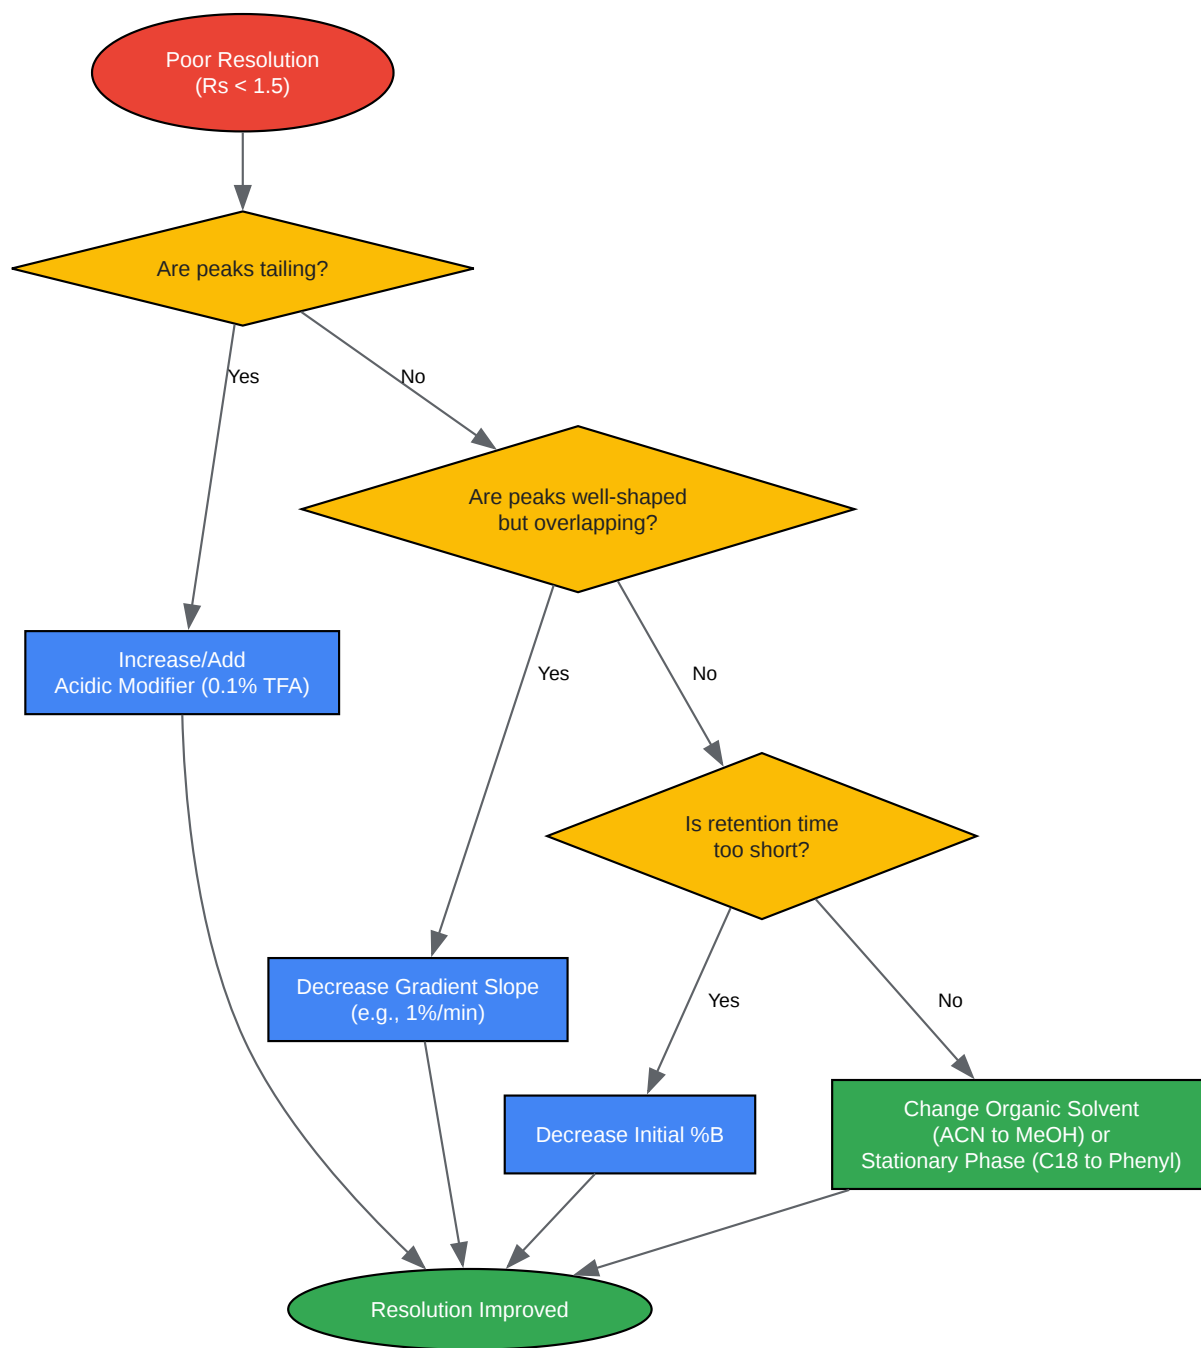 Poor Resolution
(Rs < 1.5)
Are peaks tailing?
Yes
No
Are peaks well-shaped
but overlapping?
Increase/Add
Acidic Modifier (0.1% TFA)
Yes
No
Is retention time
too short?
Decrease Gradient Slope
(e.g., 1%/min)
Yes
No
Decrease Initial %B
Change Organic Solvent
(ACN to MeOH) or
Stationary Phase (C18 to Phenyl)
Resolution Improved